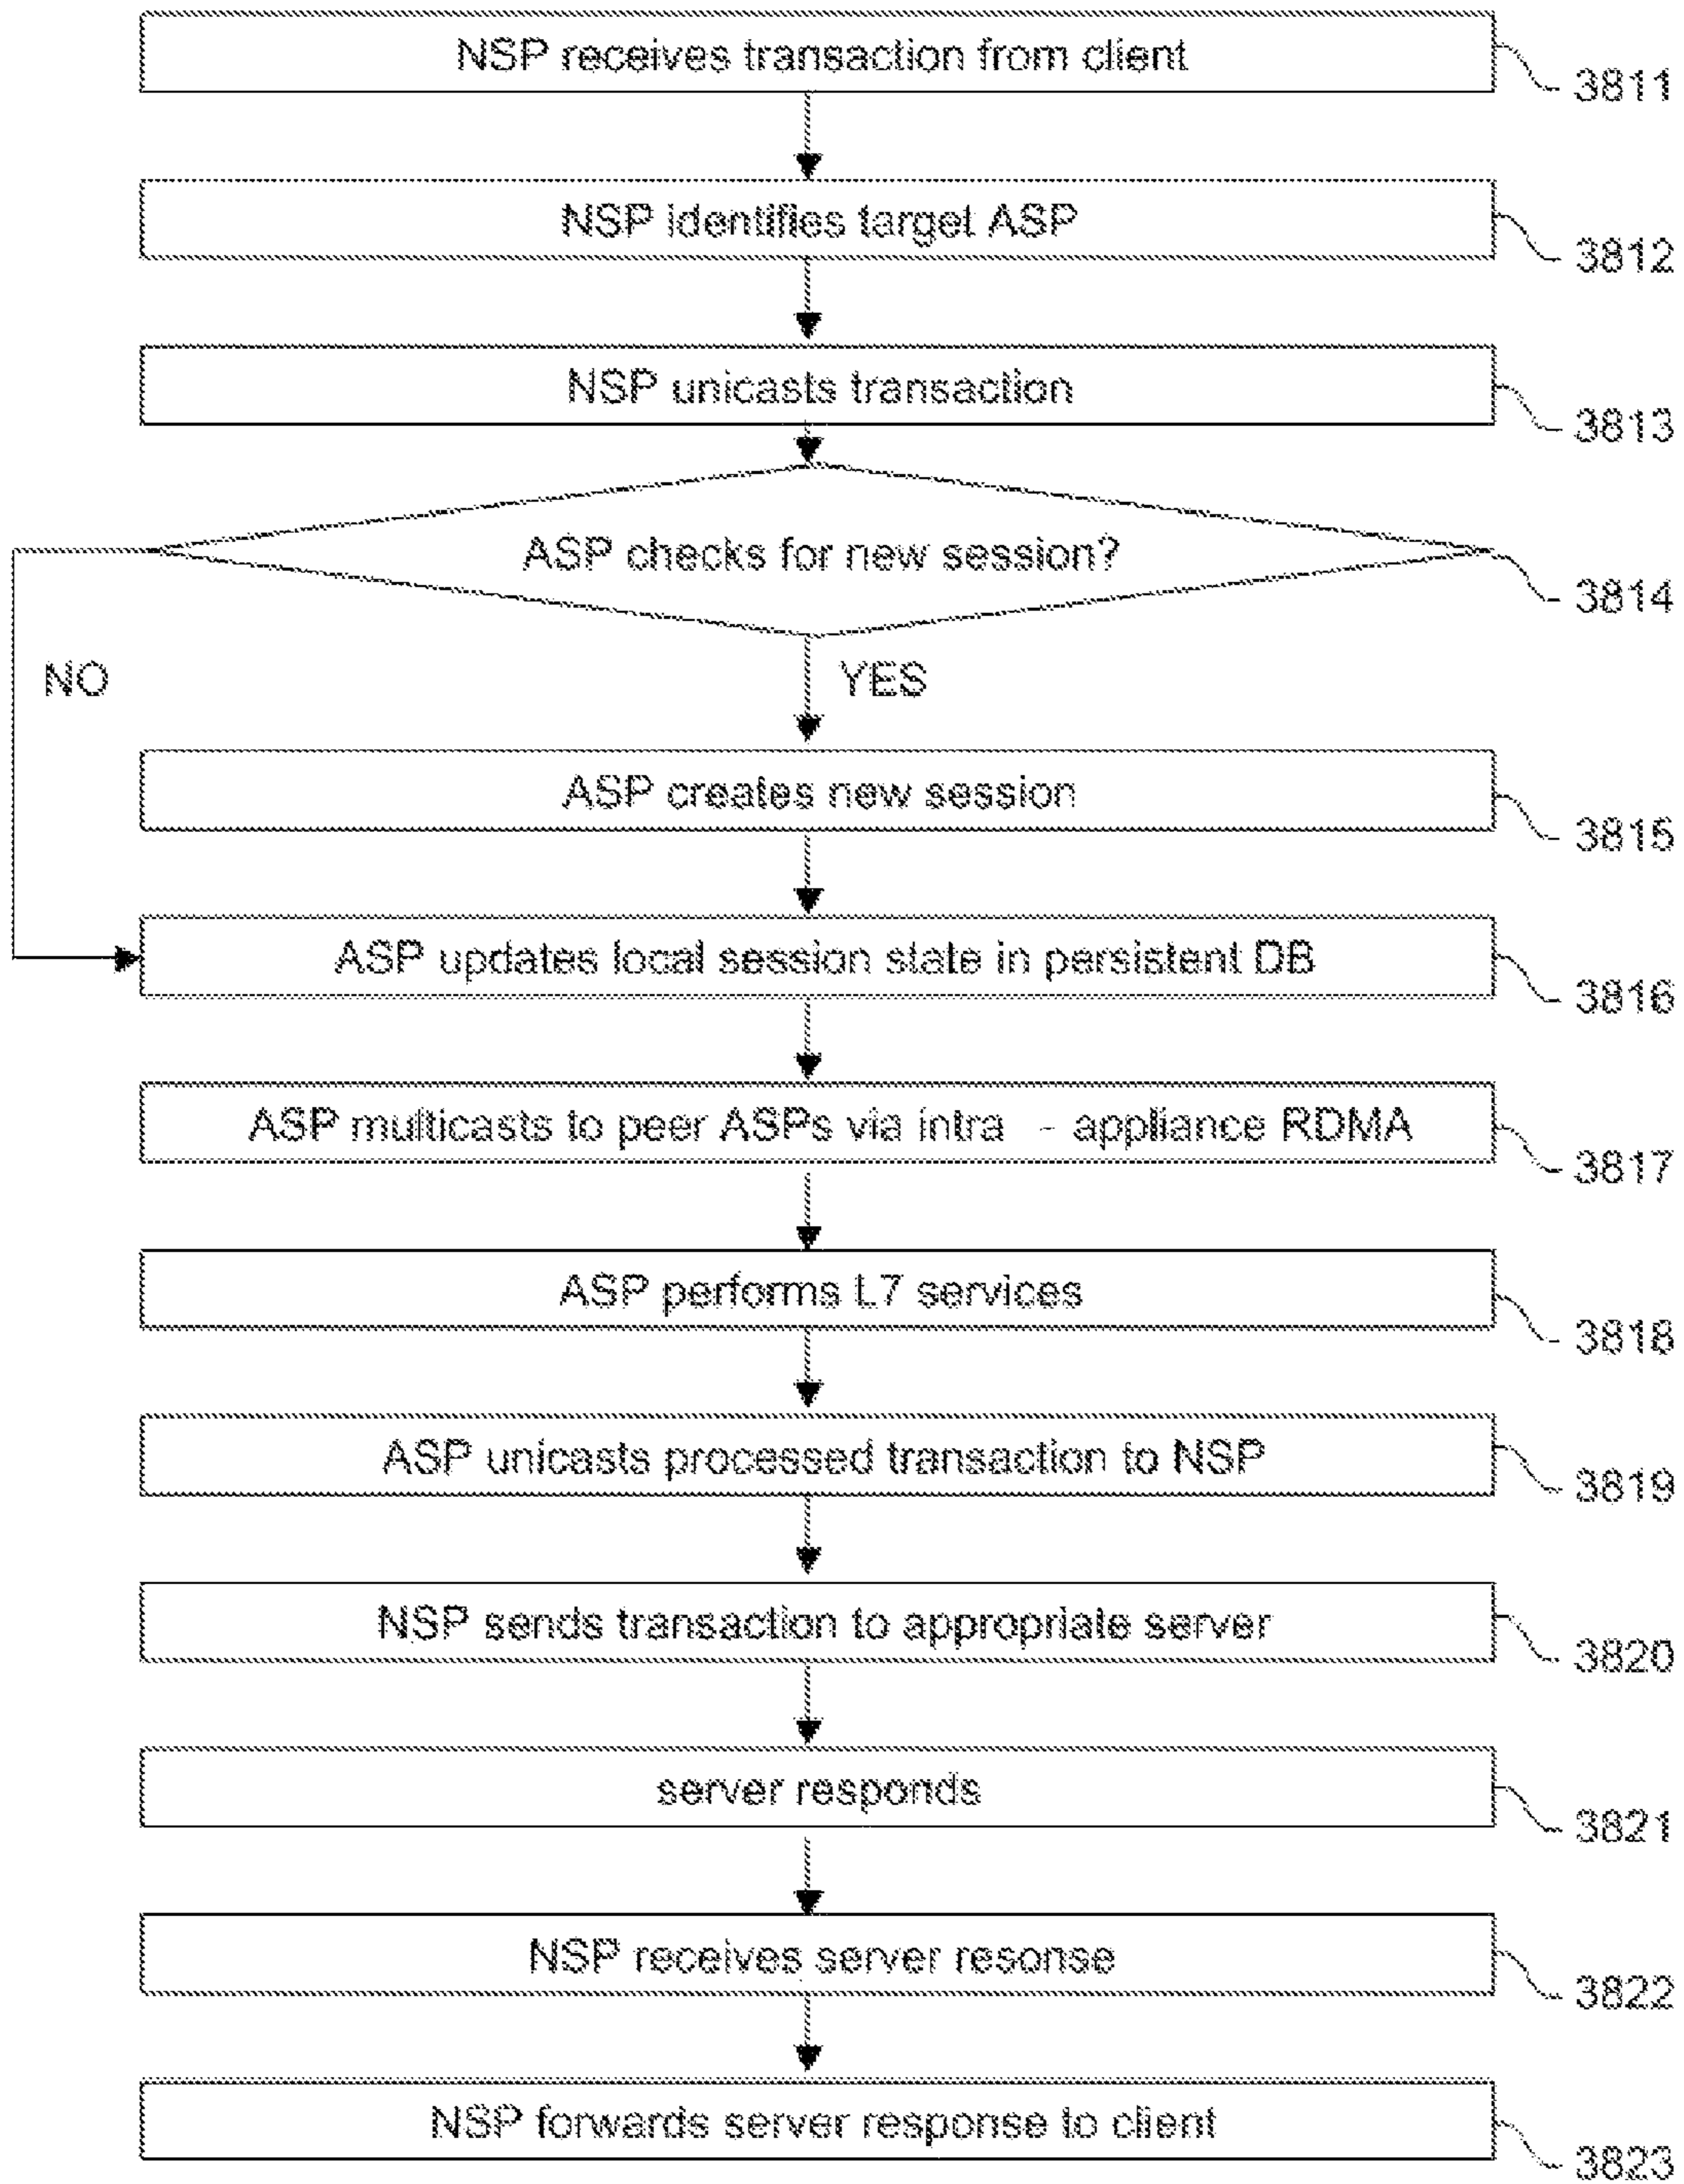 NSP receives transaction from client
3811
NSP identifies target ASP
3812
NSP unicasts transaction
3813
ASP checks for new session?
3814
NO
YES
ASP creates new session
3815
ASP updates local session state in persistent DB
3816
ASP multicasts to peer ASPs via intra - appliance RDMA
3817
ASP performs L7 services
3818
ASP unicasts processed transaction to NSP
3819
NSP sends transaction to appropriate server
3820
server responds
3821
NSP receives server resonse
3822
NSP forwards server response to client
3823